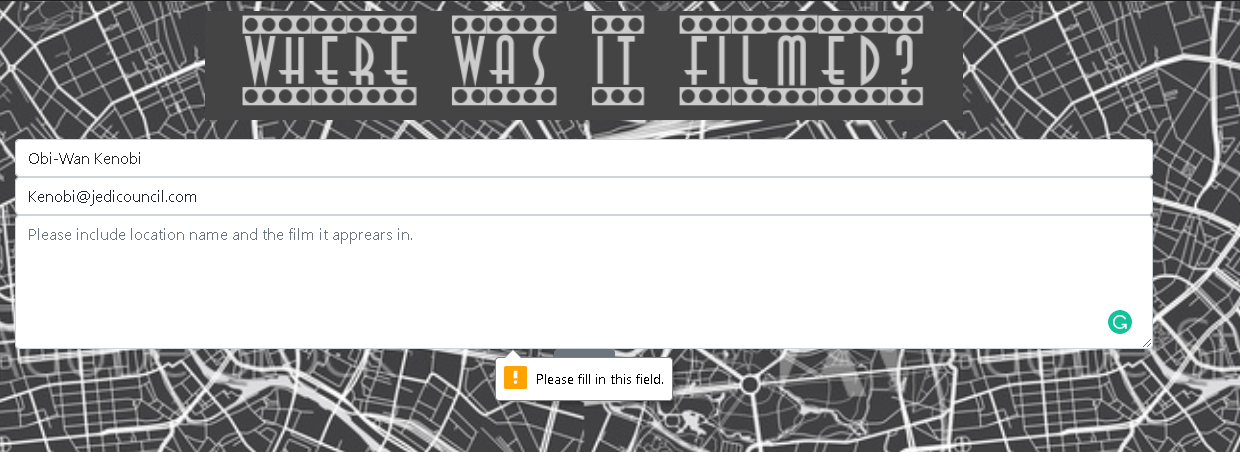 WHERE WAS IT FILMED?
Obi-Wan Kenobi
Kenobi@jedicouncil.com
Please include location name and the film it apprears in.
Please fill in this field.